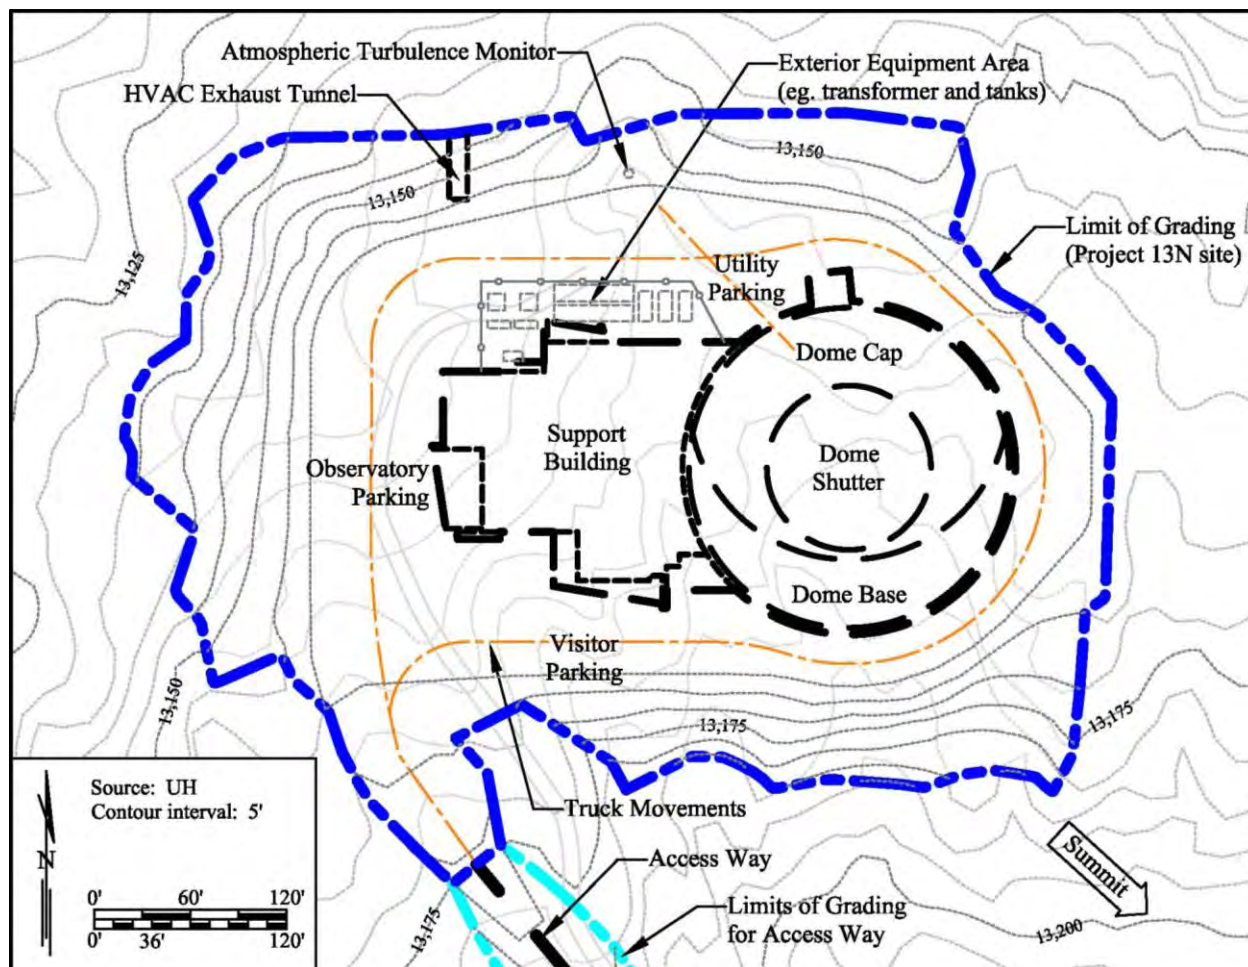 Atmospheric Turbulence Monitor
HVAC Exhaust Tunnel
Exterior Equipment Area
(eg. transformer and tanks)
13,150
13,150
13,125
Limit of Grading
(Project 13N site)
Utility
Parking
Dome Cap
Support
Building
Dome
Shutter
Observatory
Parking
Dome Base
Visitor
Parking
13,150
13,175
13,175
Truck Movements
Source: UH
Contour interval: 5'
N
0' 60' 120'
0' 36' 120'
Access Way
Summit
13,175
Limits of Grading
for Access Way
13,200